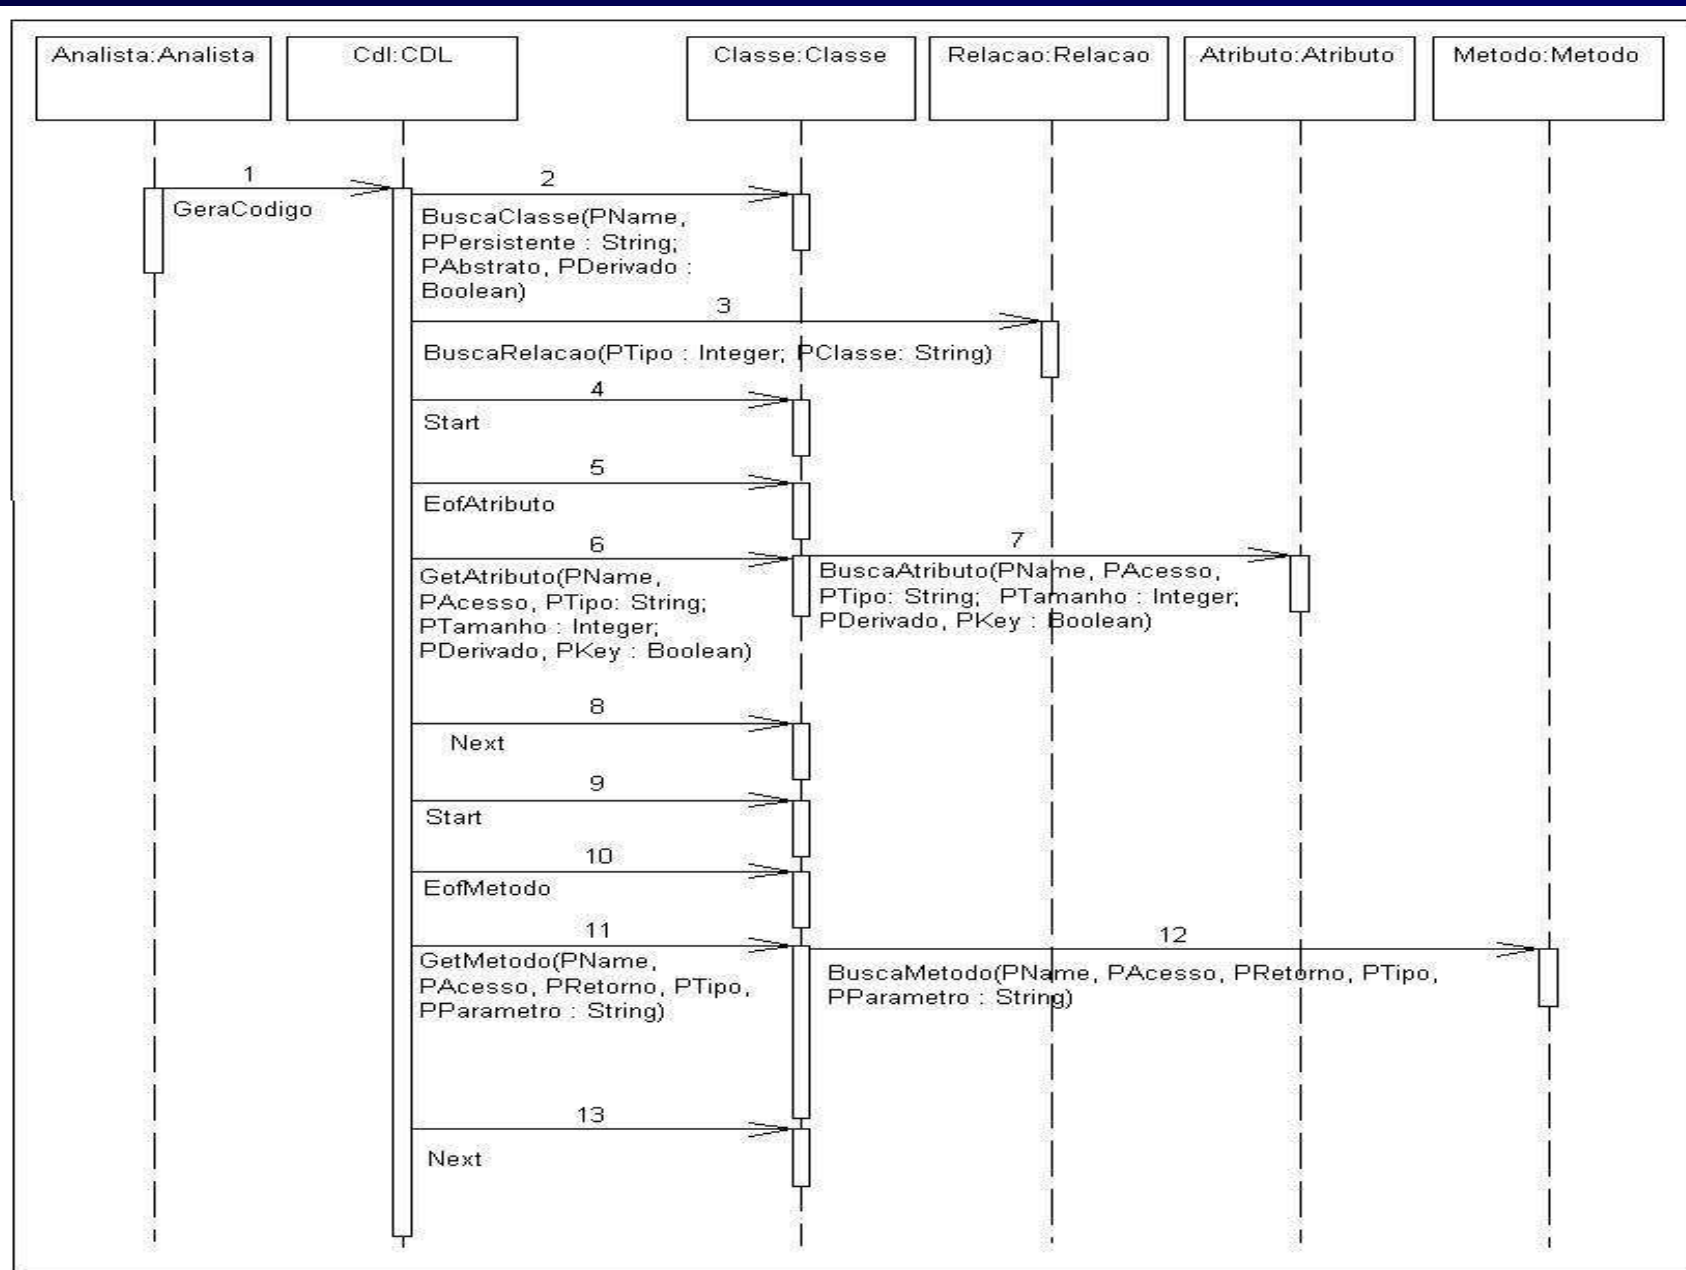 Analista:Analista
Cdl:CDL
Classe:Classe
Relacao:Relacao
Atributo:Atributo
Metodo:Metodo
1
GeraCodigo
2
BuscaClasse(PName,
PPersistente : String;
PAbstrato, PDerivado :
Boolean)
3
BuscaRelacao(PTipo : Integer; PClasse: String)
4
Start
5
EofAtributo
6
GetAtributo(PName,
PAcesso, PTipo: String;
PTamanho : Integer;
PDerivado, PKey : Boolean)
7
BuscaAtributo(PName, PAcesso,
PTipo: String; PTamanho : Integer;
PDerivado, PKey : Boolean)
8
Next
9
Start
10
EofMetodo
11
GetMetodo(PName,
PAcesso, PRetorno, PTipo,
PParametro : String)
12
BuscaMetodo(PName, PAcesso, PRetorno, PTipo,
PParametro : String)
13
Next